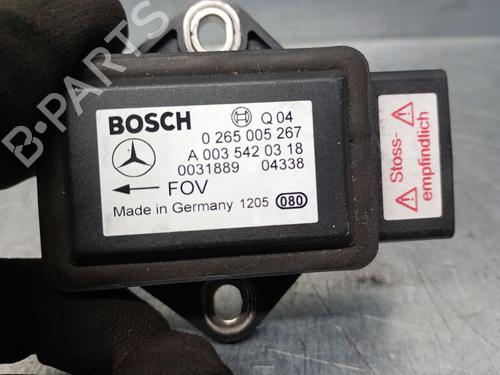 B-PARTS
BOSCH Q 04
0 265 005 267
A 003 542 03 18
0031889 04338
FOV
Made in Germany 1205 080
Stoss-
empfindlich